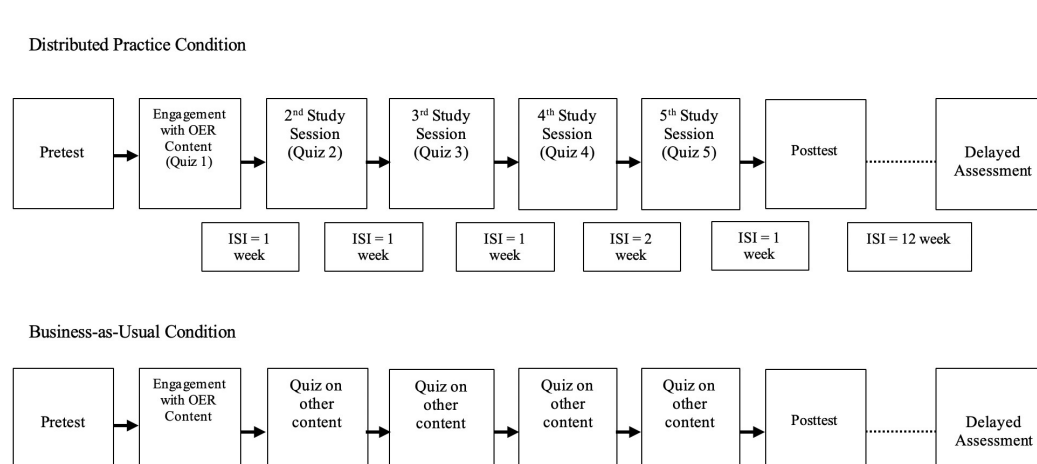 Distributed Practice Condition
Pretest
Engagement
with OER
Content
(Quiz 1)
2nd Study
Session
(Quiz 2)
3rd Study
Session
(Quiz 3)
4th Study
Session
(Quiz 4)
5th Study
Session
(Quiz 5)
Posttest
Delayed
Assessment
ISI = 1
week
ISI = 1
week
ISI = 1
week
ISI = 2
week
ISI = 1
week
ISI = 12 week
Business-as-Usual Condition
Pretest
Engagement
with OER
Content
Quiz on
other
content
Quiz on
other
content
Quiz on
other
content
Quiz on
other
content
Posttest
Delayed
Assessment